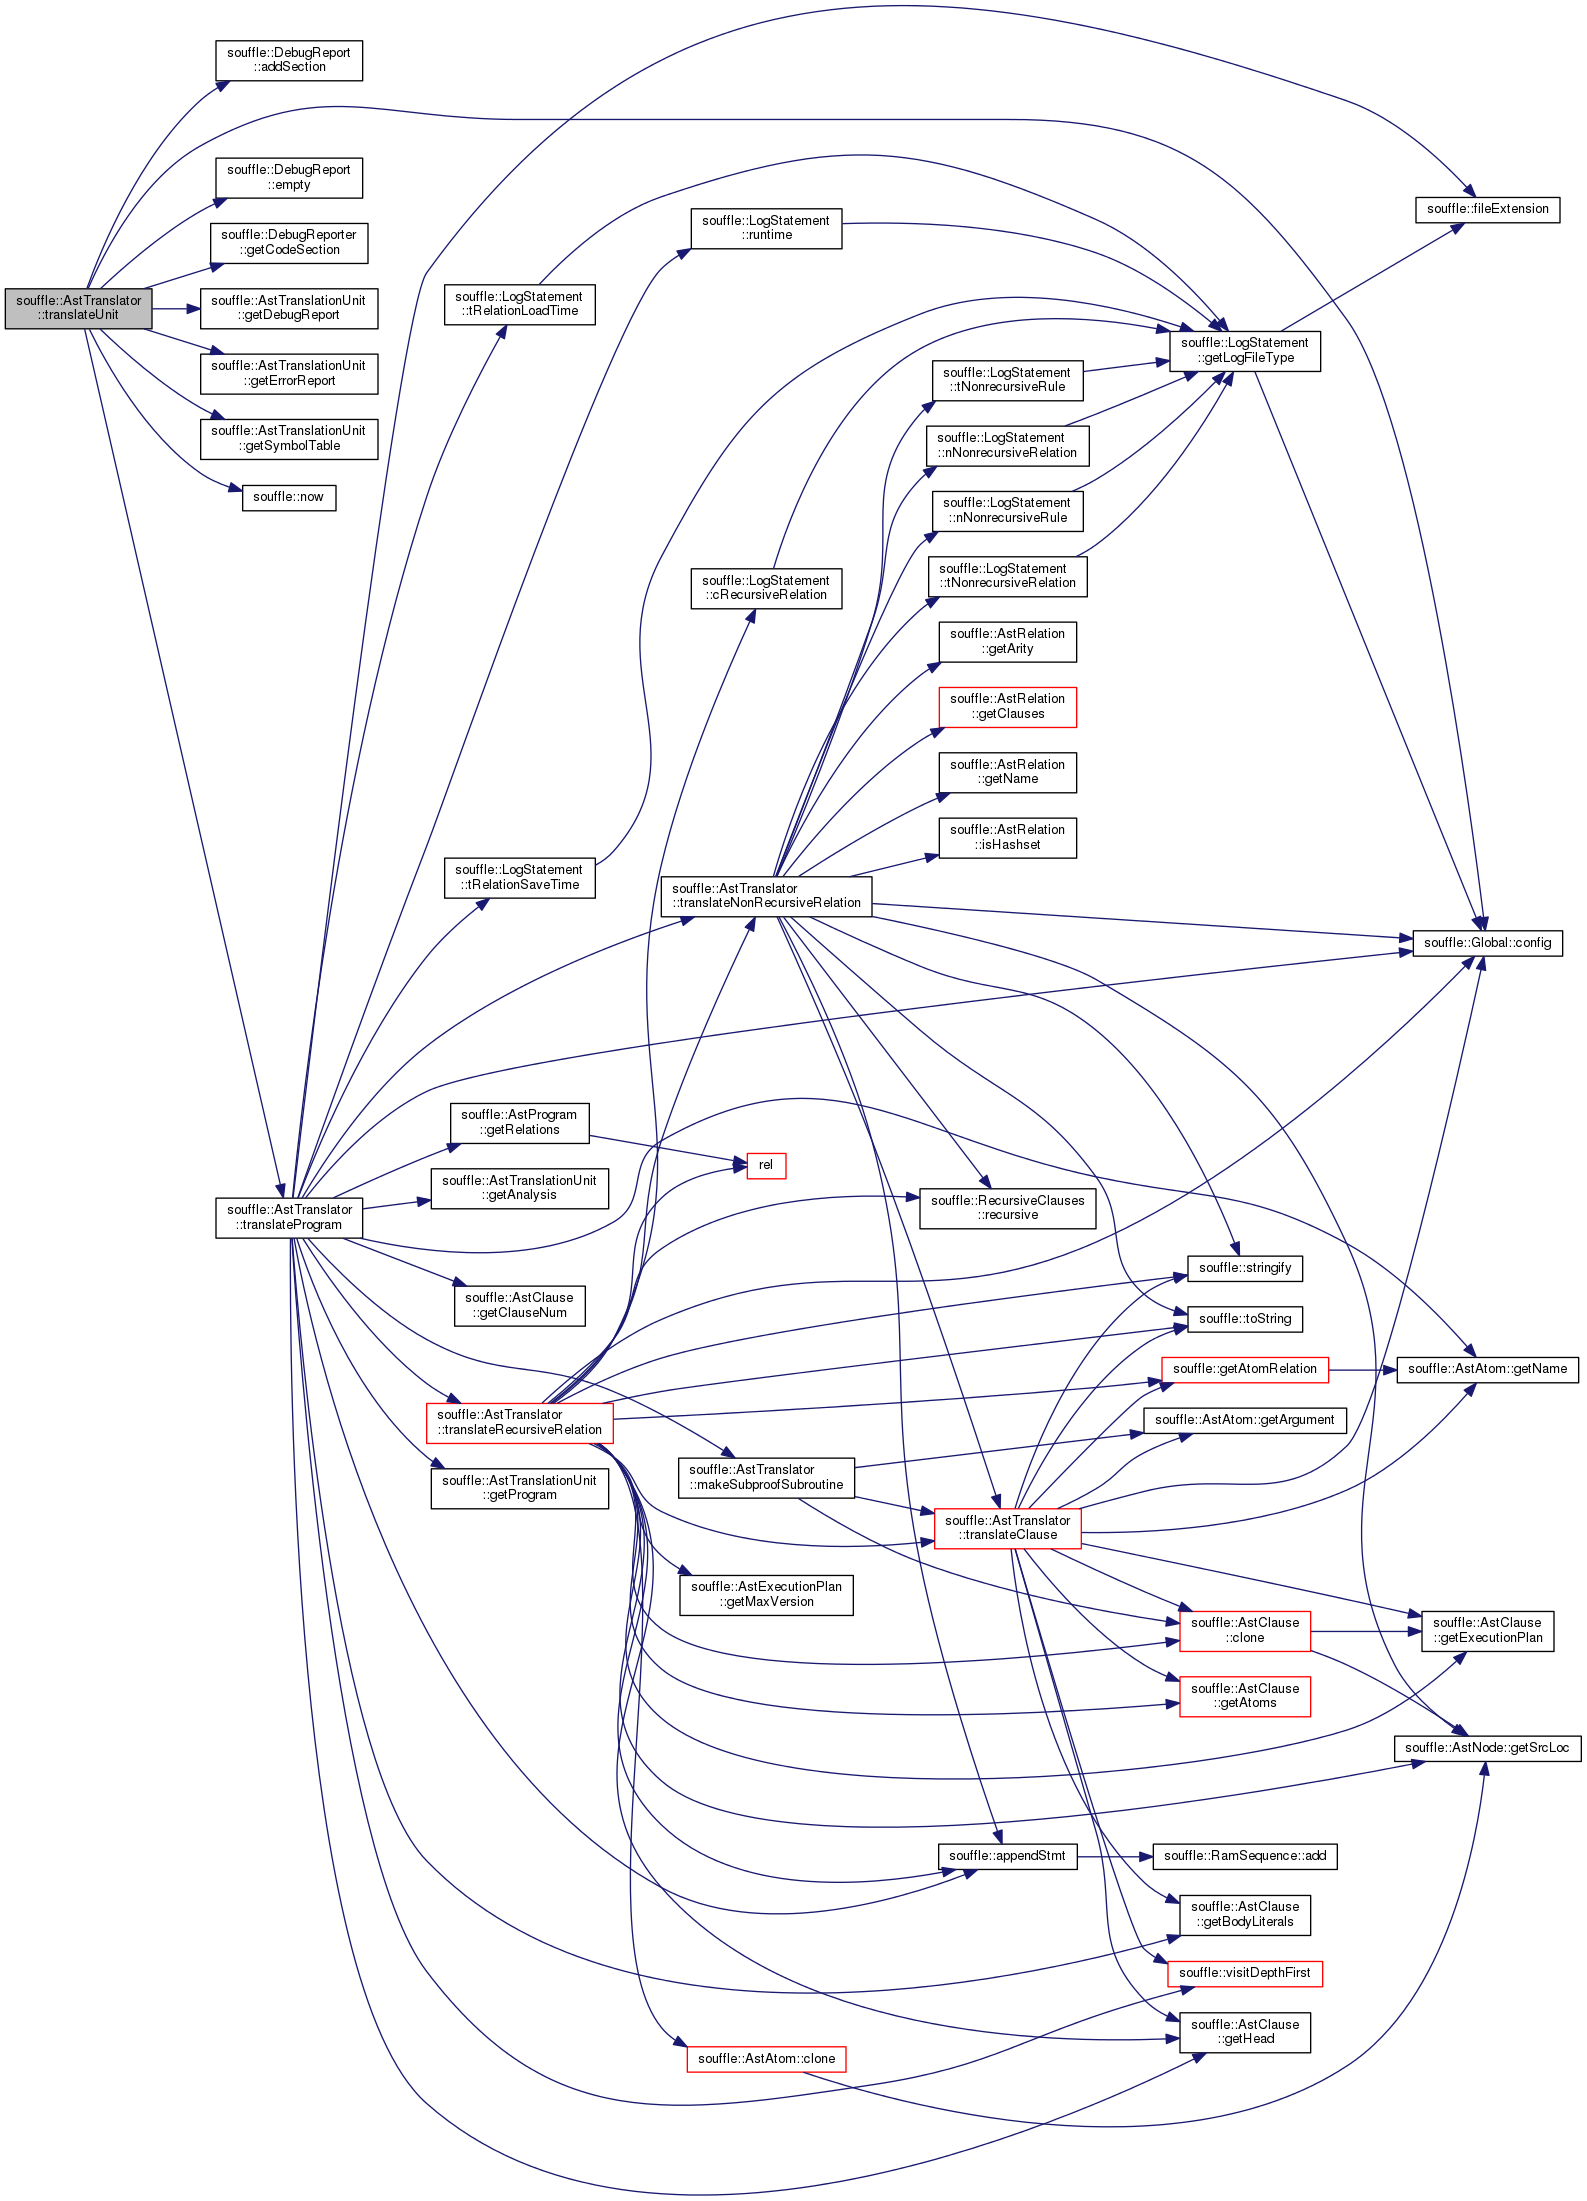 souffle::DebugReport
::addSection
souffle::DebugReport
::empty
souffle::DebugReporter
::getCodeSection
souffle::AstTranslator
::translateUnit
souffle::AstTranslationUnit
::getDebugReport
souffle::AstTranslationUnit
::getErrorReport
souffle::AstTranslationUnit
::getSymbolTable
souffle::now
souffle::LogStatement
::runtime
souffle::LogStatement
::tRelationLoadTime
souffle::fileExtension
souffle::LogStatement
::getLogFileType
souffle::LogStatement
::tNonrecursiveRule
souffle::LogStatement
::nNonrecursiveRelation
souffle::LogStatement
::nNonrecursiveRule
souffle::LogStatement
::tNonrecursiveRelation
souffle::LogStatement
::cRecursiveRelation
souffle::AstRelation
::getArity
souffle::AstRelation
::getClauses
souffle::AstRelation
::getName
souffle::AstRelation
::isHashset
souffle::LogStatement
::tRelationSaveTime
souffle::AstTranslator
::translateNonRecursiveRelation
souffle::Global::config
souffle::AstProgram
::getRelations
rel
souffle::AstTranslationUnit
::getAnalysis
souffle::RecursiveClauses
::recursive
souffle::AstTranslator
::translateProgram
souffle::stringify
souffle::AstClause
::getClauseNum
souffle::toString
souffle::getAtomRelation
souffle::AstAtom::getName
souffle::AstTranslator
::translateRecursiveRelation
souffle::AstAtom::getArgument
souffle::AstTranslationUnit
::getProgram
souffle::AstTranslator
::makeSubproofSubroutine
souffle::AstTranslator
::translateClause
souffle::AstExecutionPlan
::getMaxVersion
souffle::AstClause
::clone
souffle::AstClause
::getExecutionPlan
souffle::AstClause
::getAtoms
souffle::AstNode::getSrcLoc
souffle::appendStmt
souffle::RamSequence::add
souffle::AstClause
::getBodyLiterals
souffle::visitDepthFirst
souffle::AstClause
::getHead
souffle::AstAtom::clone